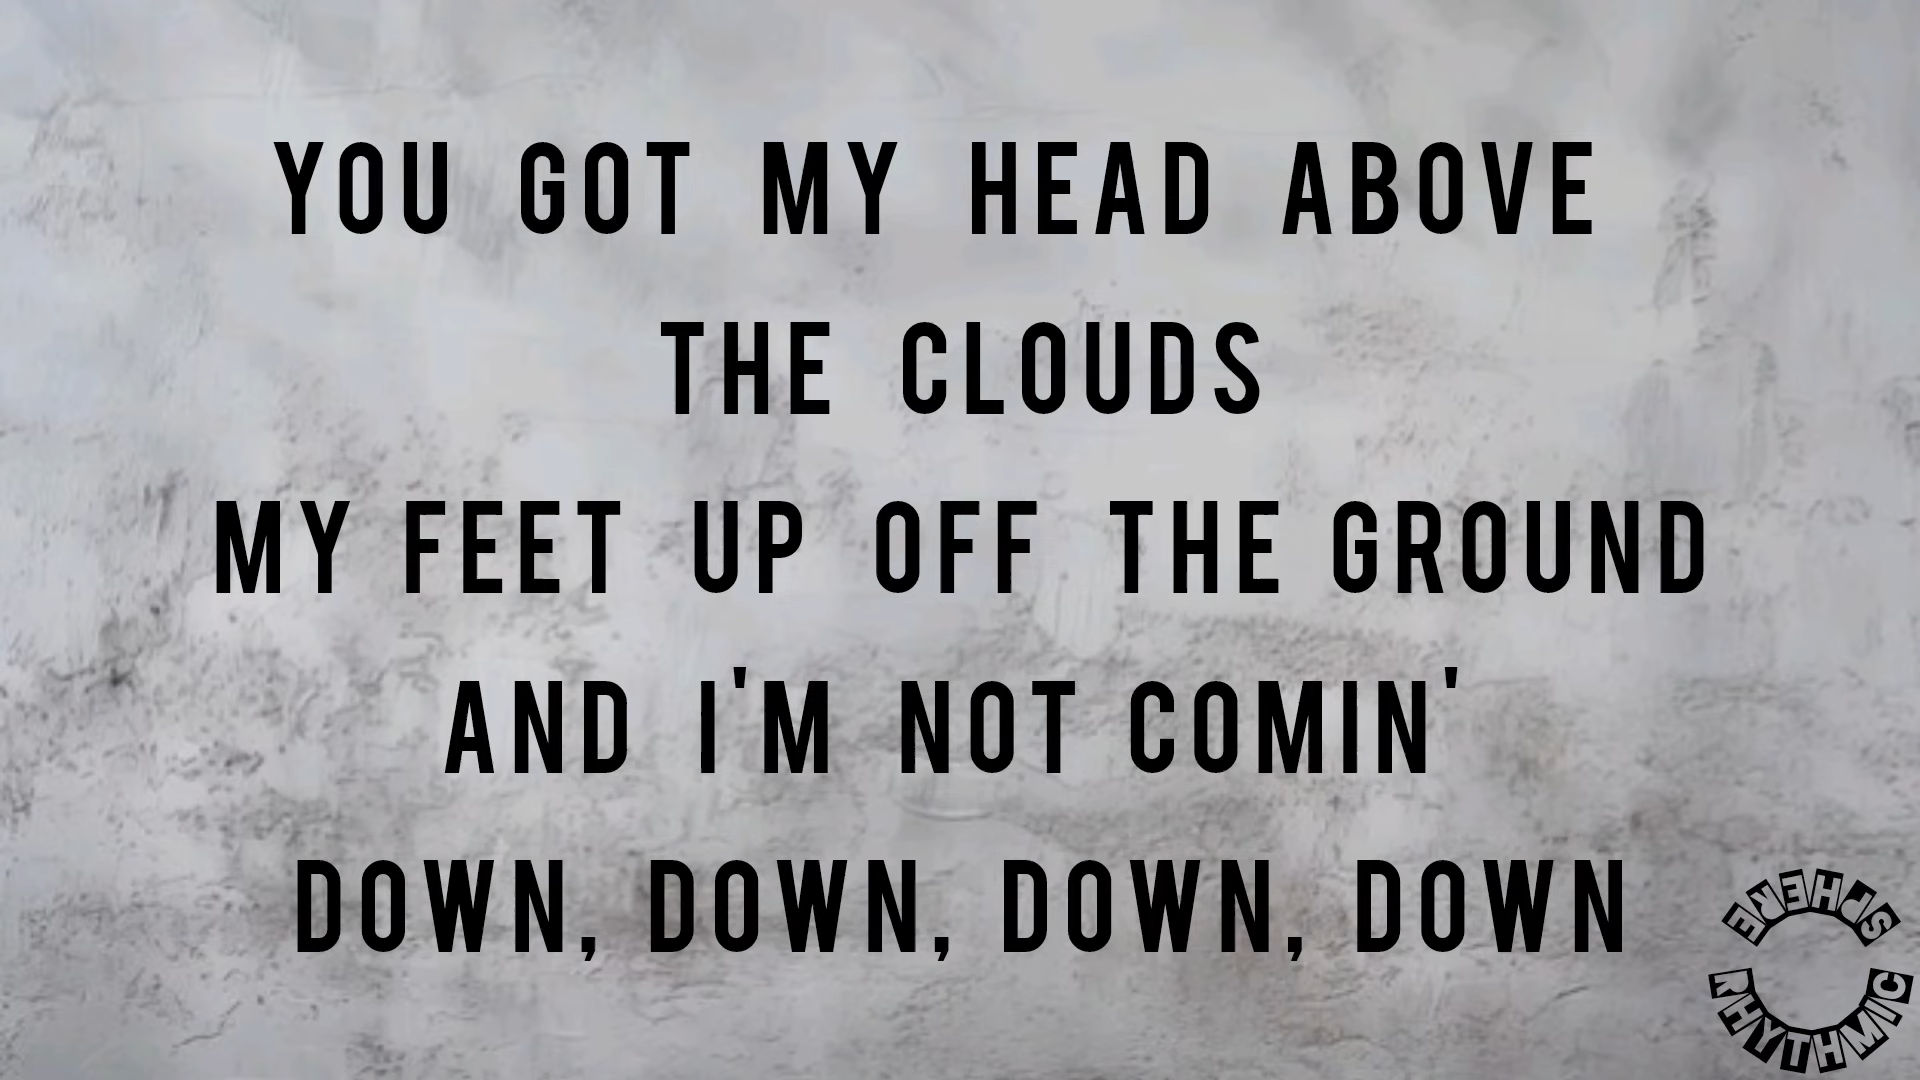 YOU GOT MY HEAD ABOVE
THE CLOUDS
MY FEET UP OFF THE GROUND
AND I'M NOT COMIN'
DOWN, DOWN, DOWN, DOWN
RHYTHMIC
SPHERE